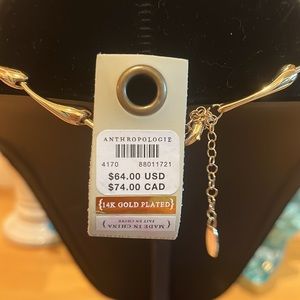 ANTHROPOLOGIE
4170 88011721
$64.00 USD
$74.00 CAD
{14K GOLD PLATED}
{MADE IN CHINA}
FAIT EN CHINE